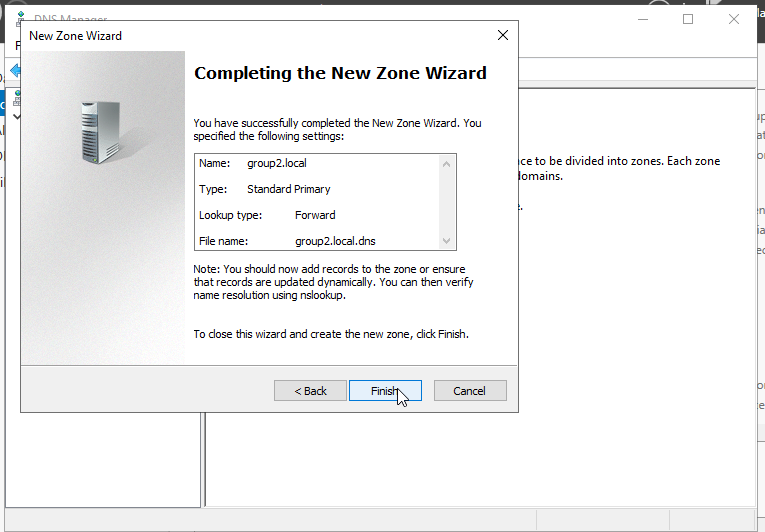 DNS Manager
New Zone Wizard
Completing the New Zone Wizard
You have successfully completed the New Zone Wizard. You
specified the following settings:
Name: group2.local
Type: Standard Primary
Lookup type: Forward
File name: group2.local.dns
Note: You should now add records to the zone or ensure
that records are updated dynamically. You can then verify
name resolution using nslookup.
To close this wizard and create the new zone, click Finish.
< Back
Finish
Cancel
to be divided into zones. Each zone